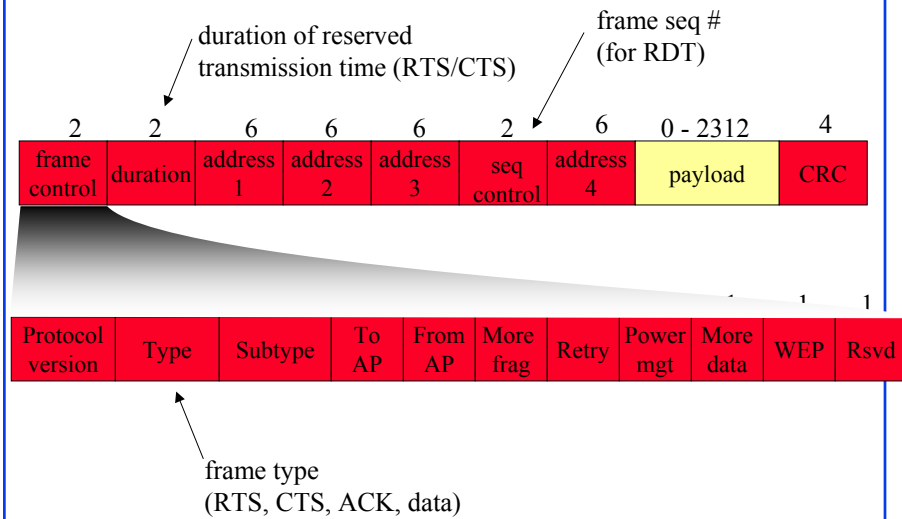 duration of reserved
transmission time (RTS/CTS)
frame seq #
(for RDT)
2 2 6 6 6 2 6 0 - 2312 4
frame
control
duration
address
1
address
2
address
3
seq
control
address
4
payload
CRC
1 1
Protocol
version
Type
Subtype
To
AP
From
AP
More
frag
Retry
Power
mgt
More
data
WEP
Rsvd
frame type
(RTS, CTS, ACK, data)